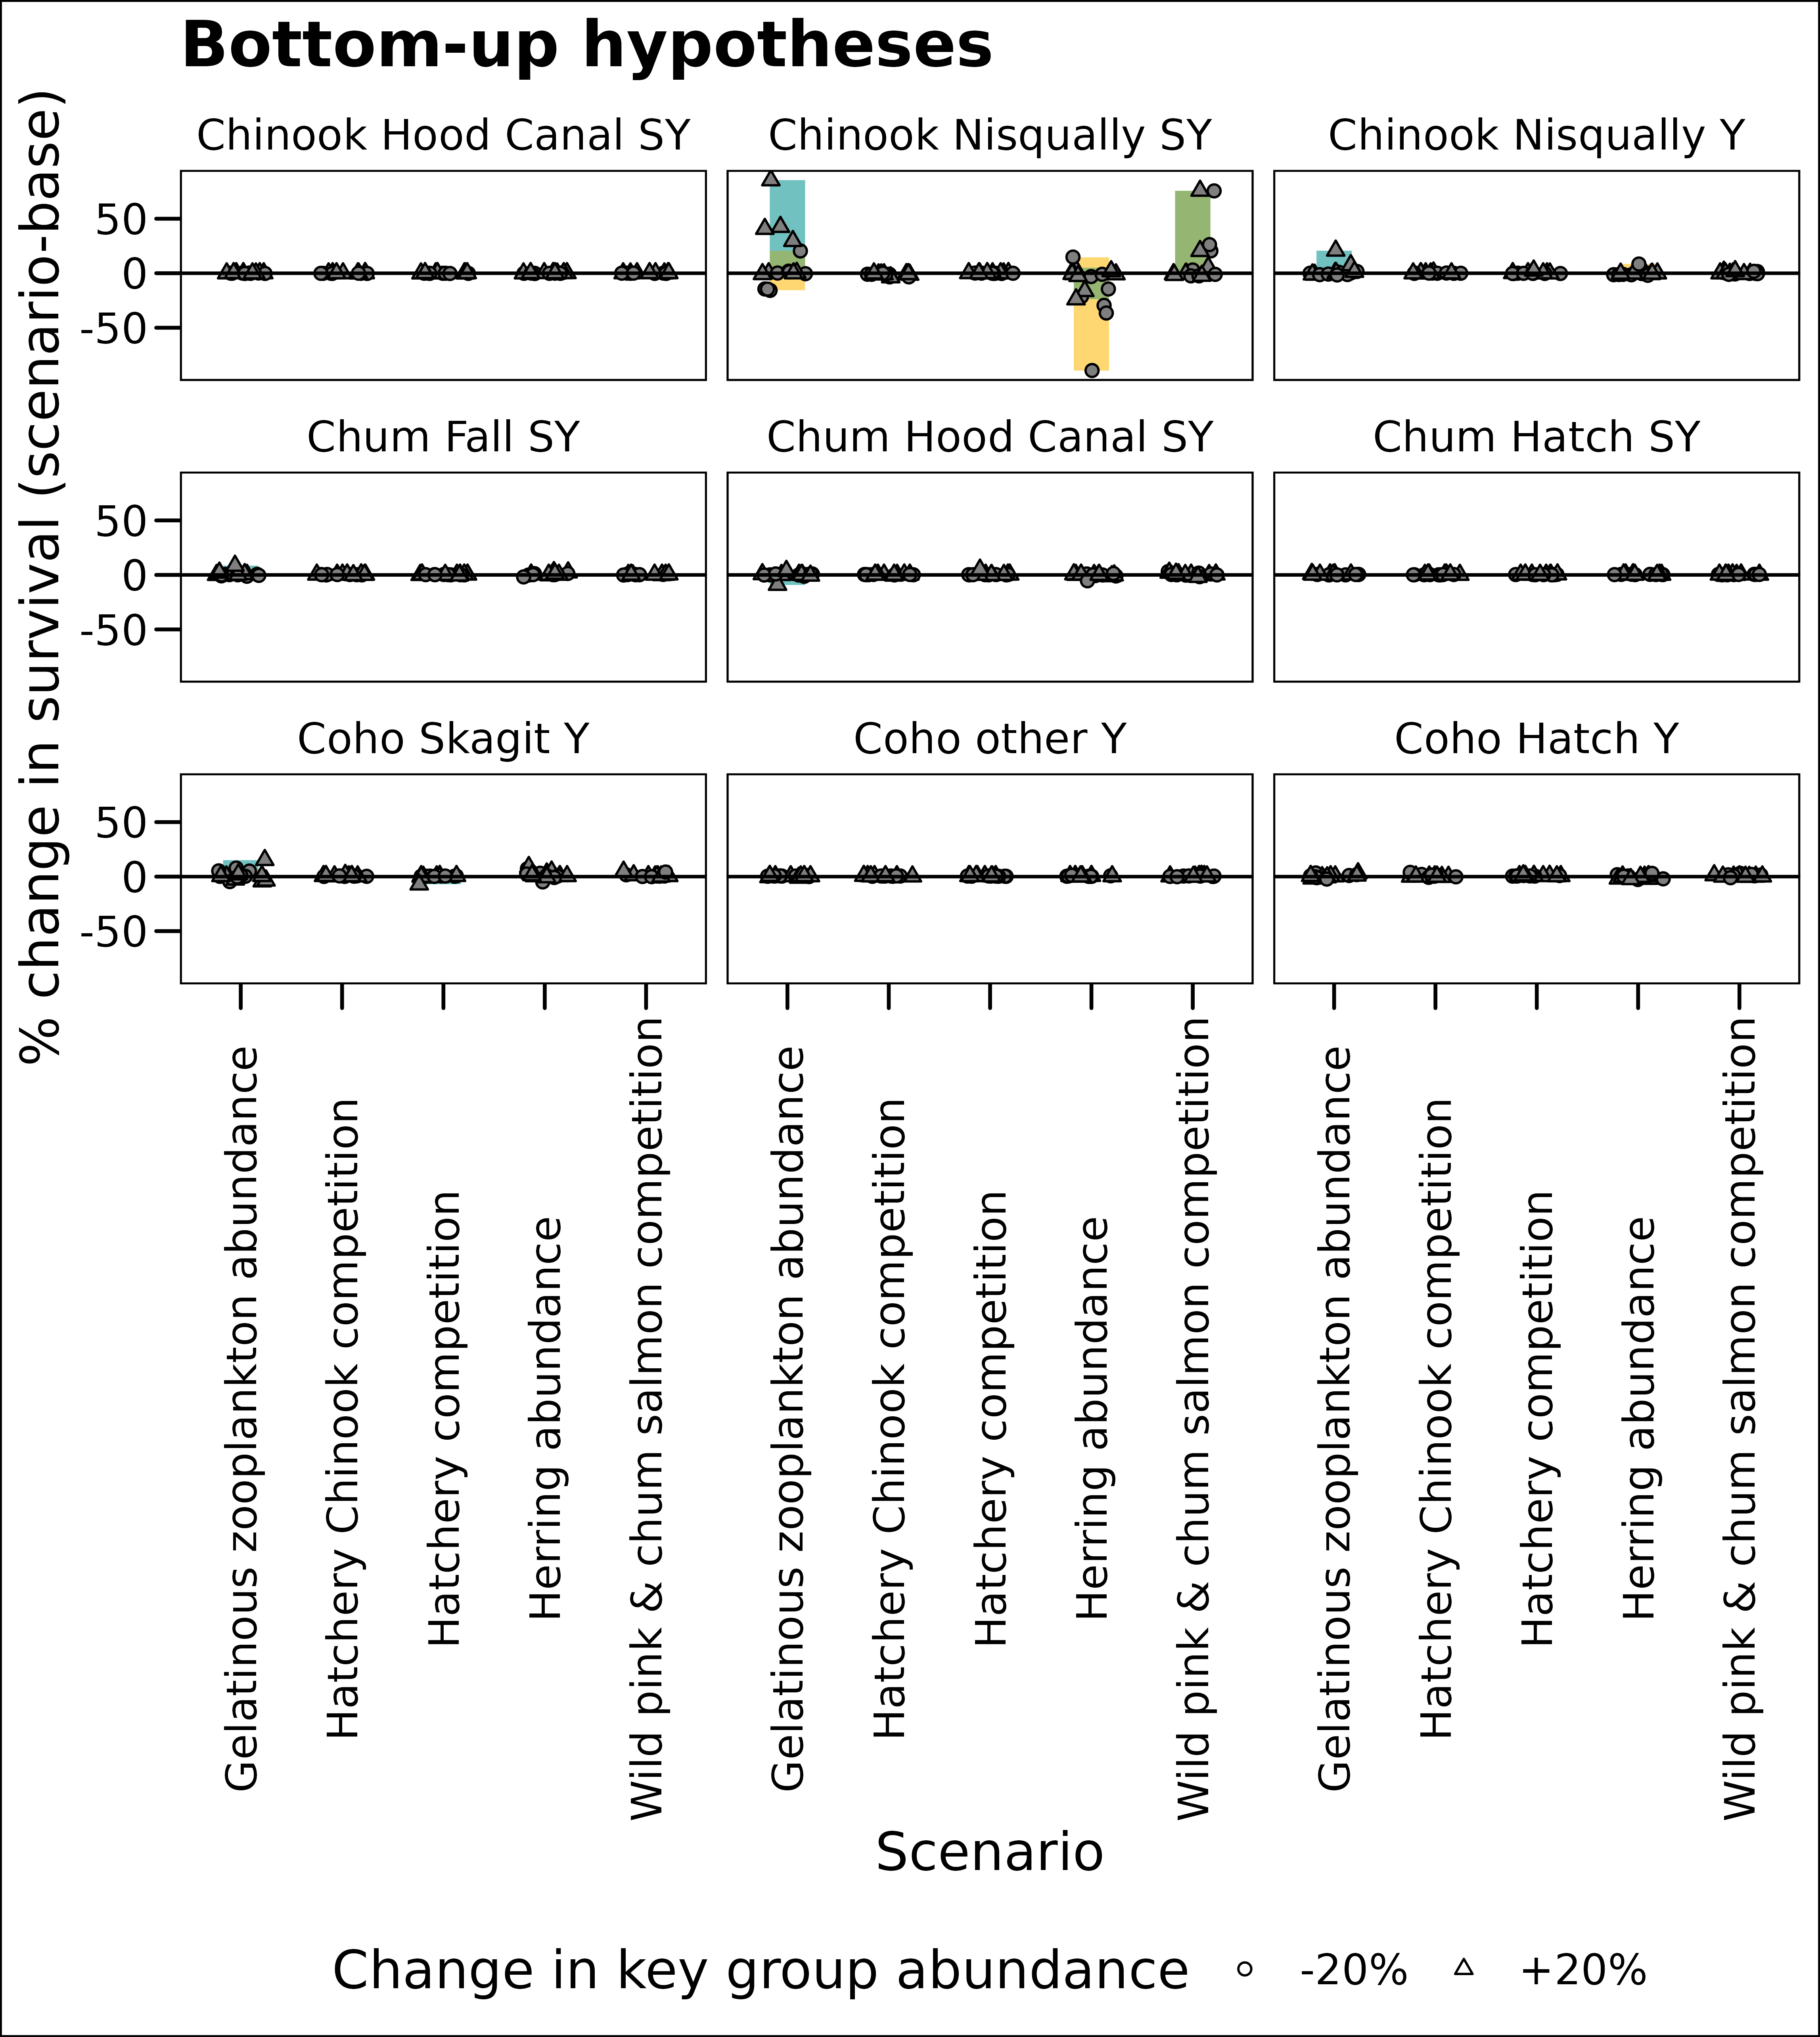 Bottom-up hypotheses
% change in survival (scenario-base)
Chinook Hood Canal SY
Chinook Nisqually SY
Chinook Nisqually Y
50
0
-50
Chum Fall SY
Chum Hood Canal SY
Chum Hatch SY
50
0
-50
Coho Skagit Y
Coho other Y
Coho Hatch Y
50
0
-50
Gelatinous zooplankton abundance
Hatchery Chinook competition
Hatchery competition
Herring abundance
Wild pink & chum salmon competition
Gelatinous zooplankton abundance
Hatchery Chinook competition
Hatchery competition
Herring abundance
Wild pink & chum salmon competition
Gelatinous zooplankton abundance
Hatchery Chinook competition
Hatchery competition
Herring abundance
Wild pink & chum salmon competition
Scenario
Change in key group abundance -20% +20%